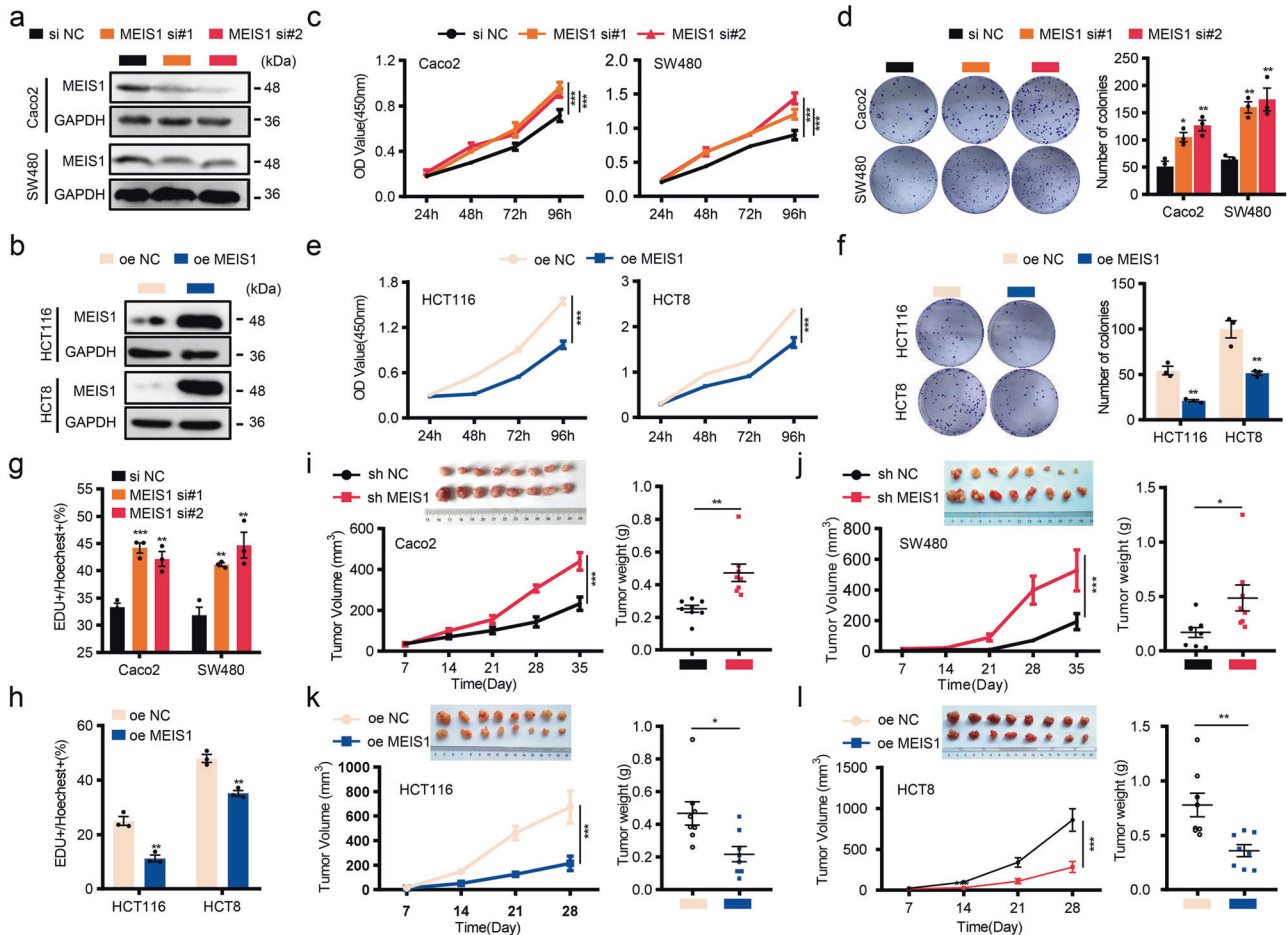 a
si NC MEIS1 si#1 MEIS1 si#2
(kDa)
Caco2
MEIS1 48
GAPDH 36
SW480
MEIS1 48
GAPDH 36
b
oe NC oe MEIS1
(kDa)
HCT116
MEIS1 48
GAPDH 36
HCT8
MEIS1 48
GAPDH 36
c
si NC MEIS1 si#1 MEIS1 si#2
Caco2
OD Value(450nm)
1.2
0.8
0.4
0.0
24h 48h 72h 96h
*** ***
SW480
2.0
1.5
1.0
0.5
0.0
24h 48h 72h 96h
*** ***
d
si NC MEIS1 si#1 MEIS1 si#2
Caco2
SW480
Number of colonies
250
200
150
100
50
0
* ** ** **
Caco2 SW480
e
oe NC oe MEIS1
HCT116
OD Value(450nm)
1.8
1.2
0.6
0.0
24h 48h 72h 96h
***
HCT8
3
2
1
0
24h 48h 72h 96h
***
f
oe NC oe MEIS1
HCT116
HCT8
Number of colonies
150
100
50
0
** **
HCT116 HCT8
g
si NC
MEIS1 si#1
MEIS1 si#2
EDU+/Hoechest+(%)
50
45
40
35
30
25
*** ** ** **
Caco2 SW480
h
oe NC
oe MEIS1
EDU+/Hoechest+(%)
60
40
20
0
** **
HCT116 HCT8
i
sh NC
sh MEIS1
Caco2
Tumor Volume (mm3)
600
400
200
0
7 14 21 28 35
Time(Day)
***
Tumor weight (g)
1.0
0.8
0.6
0.4
0.2
0.0
**
j
sh NC
sh MEIS1
SW480
Tumor Volume (mm3)
800
600
400
200
0
7 14 21 28 35
Time(Day)
***
Tumor weight (g)
1.5
1.0
0.5
0.0
*
k
oe NC
oe MEIS1
HCT116
Tumor Volume (mm3)
1000
800
600
400
200
0
7 14 21 28
Time(Day)
***
Tumor weight (g)
1.0
0.8
0.6
0.4
0.2
0.0
*
l
oe NC
oe MEIS1
HCT8
Tumor Volume (mm3)
1500
1000
500
0
7 14 21 28
Time(Day)
***
***
Tumor weight (g)
1.5
1.0
0.5
0.0
**